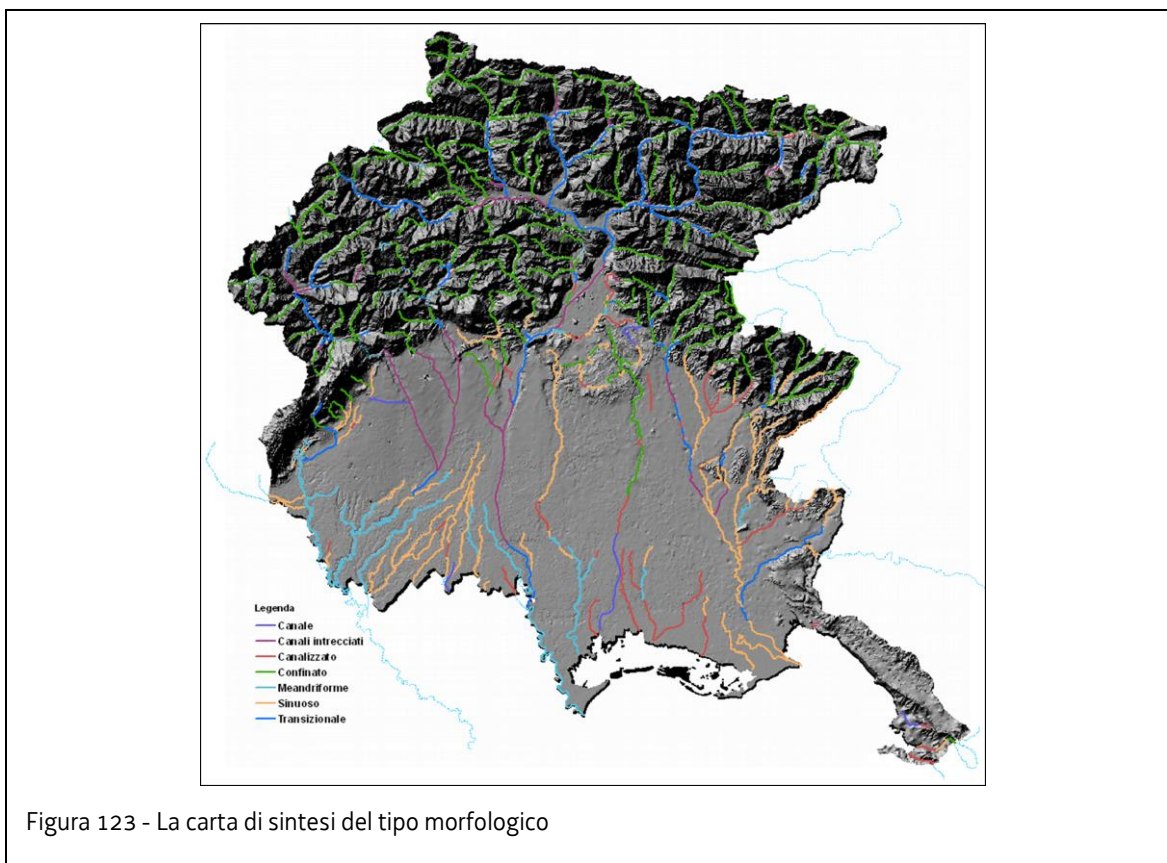 Legenda
Canale
Canali intrecciati
Canalizzato
Confinato
Meandriforme
Sinuoso
Transizionale
Figura 123 - La carta di sintesi del tipo morfologico